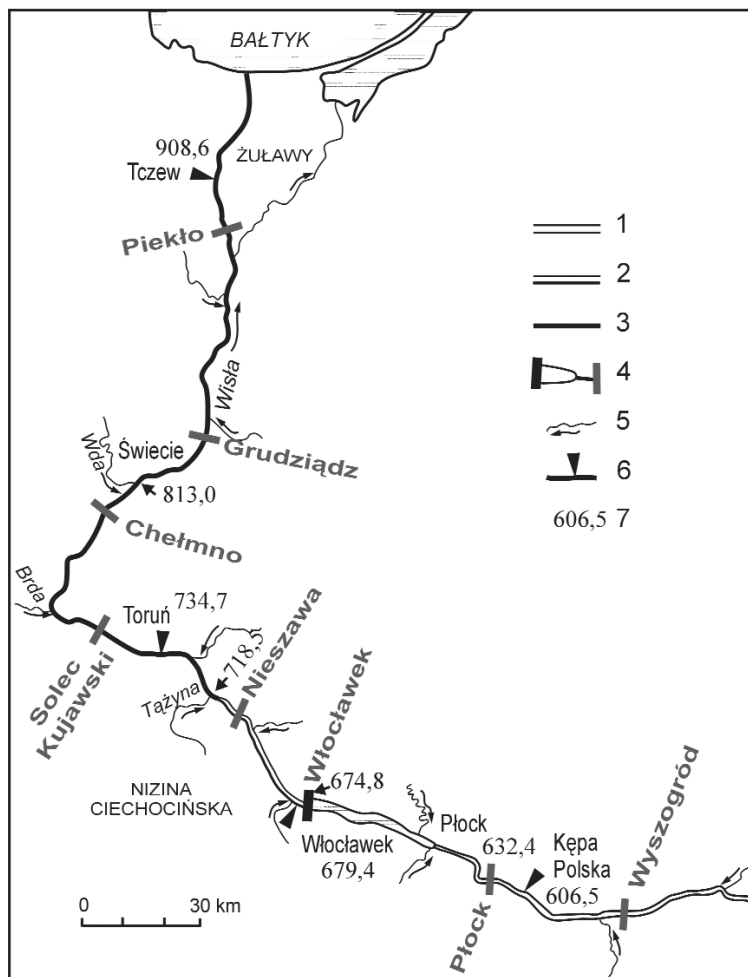 BAŁTYK
908,6
ŻUŁAWY
Tczew
Piekło
Wisła
Świecie
Wda
Grudziądz
813,0
Chełmno
Brda
Toruń 734,7
718,5
Nieszawa
Solec
Kujawski
Tążyna
Włocławek
NIZINA
CIECHOCIŃSKA
674,8
Włocławek
679,4
Płock
632,4
Kępa
Polska
606,5
Wyszogród
Płock
0 30 km
1
2
3
4
5
6
606,5 7